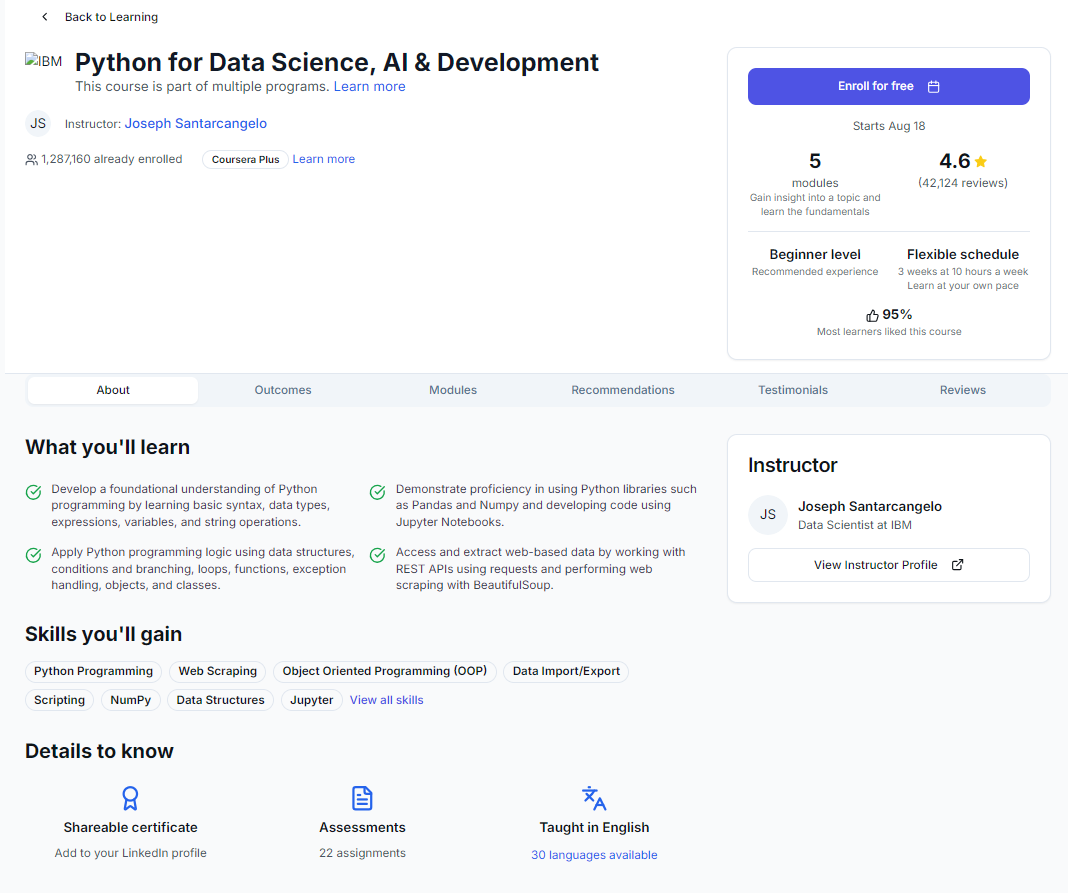 Back to Learning
IBM
Python for Data Science, AI & Development
This course is part of multiple programs. Learn more
JS
Instructor: Joseph Santarcangelo
1,287,160 already enrolled
Coursera Plus
Learn more
Enroll for free
Starts Aug 18
5
modules
Gain insight into a topic and
learn the fundamentals
4.6
(42,124 reviews)
Beginner level
Recommended experience
Flexible schedule
3 weeks at 10 hours a week
Learn at your own pace
95%
Most learners liked this course
About
Outcomes
Modules
Recommendations
Testimonials
Reviews
What you'll learn
Develop a foundational understanding of Python
programming by learning basic syntax, data types,
expressions, variables, and string operations.
Demonstrate proficiency in using Python libraries such
as Pandas and Numpy and developing code using
Jupyter Notebooks.
Apply Python programming logic using data structures,
conditions and branching, loops, functions, exception
handling, objects, and classes.
Access and extract web-based data by working with
REST APIs using requests and performing web
scraping with BeautifulSoup.
Instructor
JS
Joseph Santarcangelo
Data Scientist at IBM
View Instructor Profile
Skills you'll gain
Python Programming
Web Scraping
Object Oriented Programming (OOP)
Data Import/Export
Scripting
NumPy
Data Structures
Jupyter
View all skills
Details to know
Shareable certificate
Add to your LinkedIn profile
Assessments
22 assignments
Taught in English
30 languages available